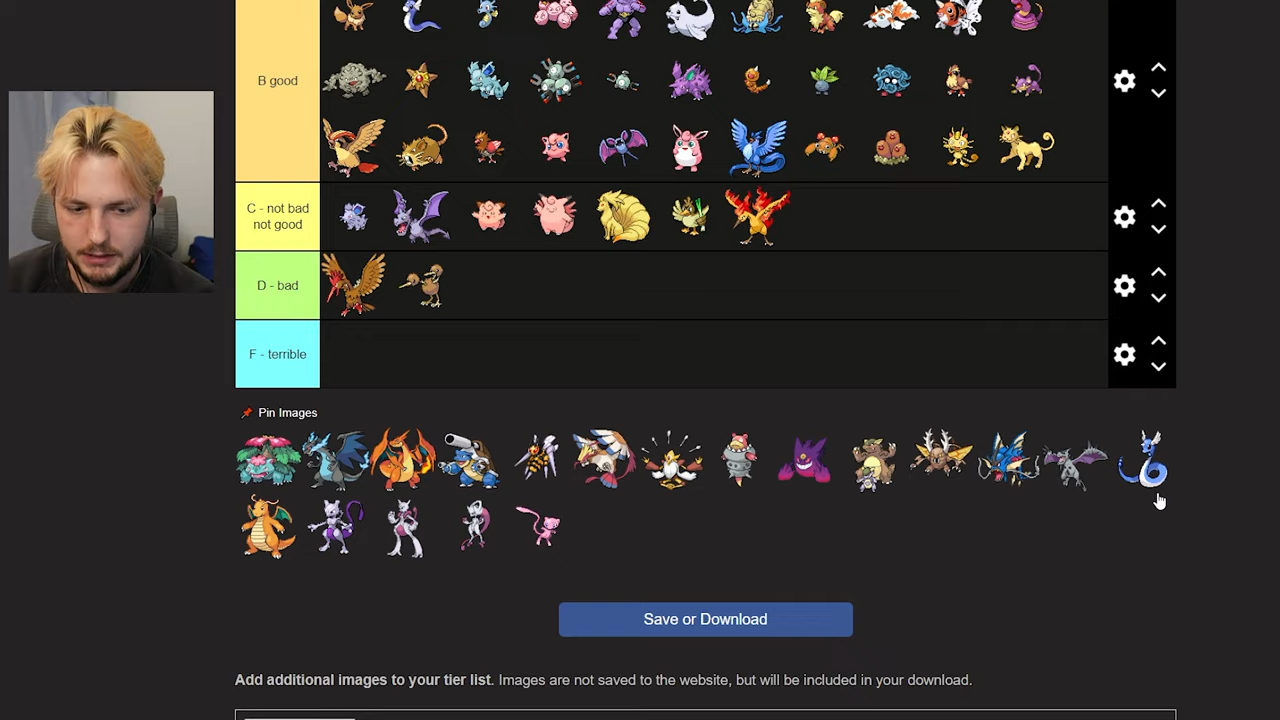 B good
C - not bad
not good
D - bad
F - terrible
Pin Images
Save or Download
Add additional images to your tier list. Images are not saved to the website, but will be included in your download.